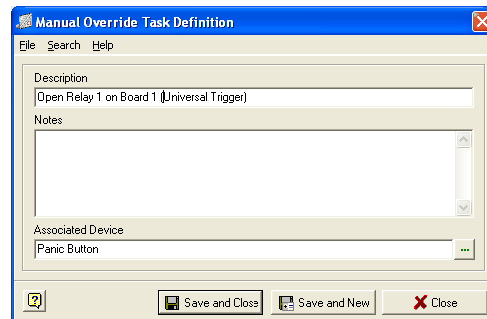 Manual Override Task Definition
File Search Help
Description
Open Relay 1 on Board 1 (Universal Trigger)
Notes
Associated Device
Panic Button
...
Save and Close Save and New Close